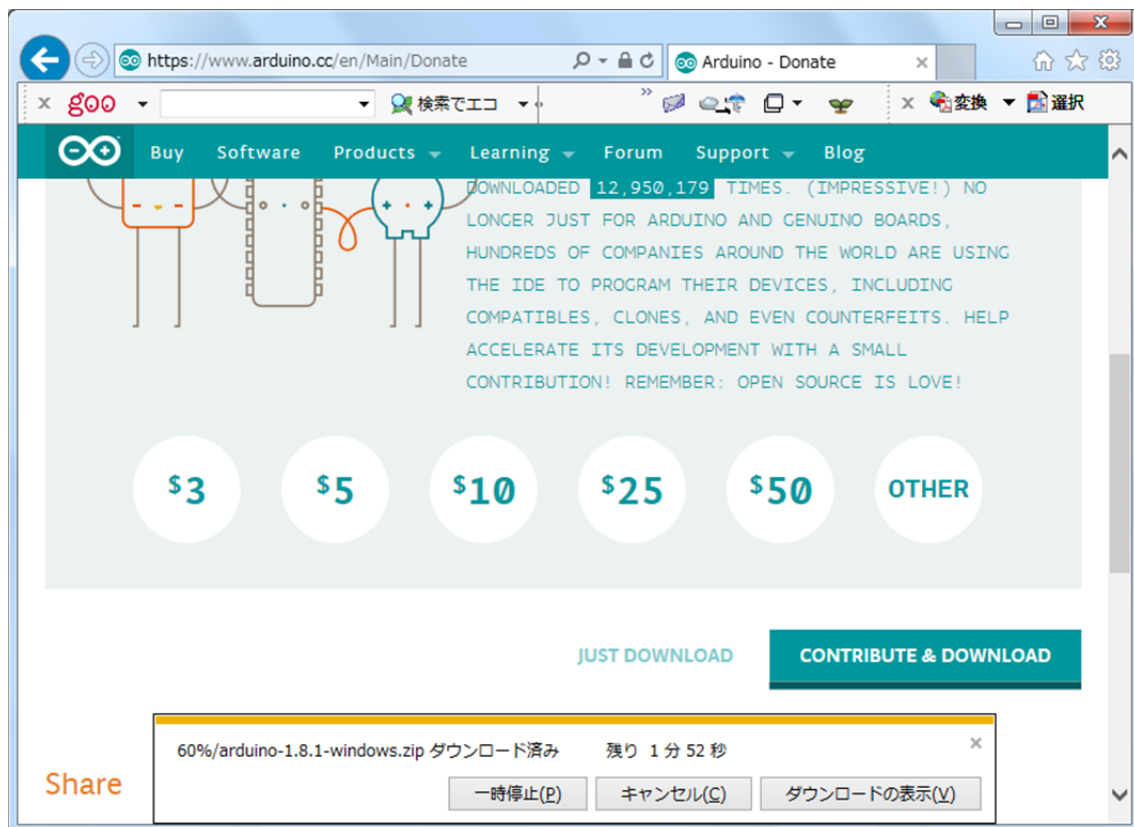 https://www.arduino.cc/en/Main/Donate
Arduino - Donate
goo
検索でエコ
変換
選択
Buy Software Products Learning Forum Support Blog
DOWNLOADED 12,950,179 TIMES. (IMPRESSIVE!) NO
LONGER JUST FOR ARDUINO AND GENUINO BOARDS,
HUNDREDS OF COMPANIES AROUND THE WORLD ARE USING
THE IDE TO PROGRAM THEIR DEVICES, INCLUDING
COMPATIBLES, CLONES, AND EVEN COUNTERFEITS. HELP
ACCELERATE ITS DEVELOPMENT WITH A SMALL
CONTRIBUTION! REMEMBER: OPEN SOURCE IS LOVE!
$3 $5 $10 $25 $50 OTHER
JUST DOWNLOAD CONTRIBUTE & DOWNLOAD
60%/arduino-1.8.1-windows.zip ダウンロード済み 残り 1 分 52 秒
Share
一時停止(P) キャンセル(C) ダウンロードの表示(V)